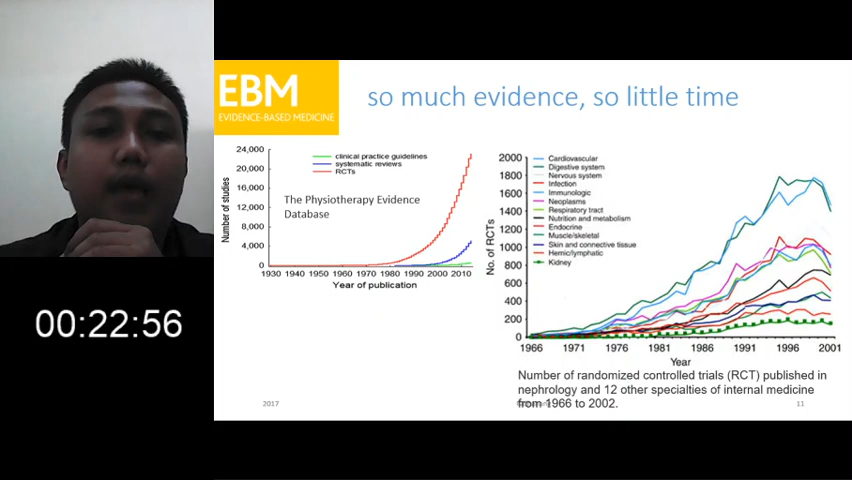 EBM
EVIDENCE-BASED MEDICINE
so much evidence, so little time
24,000
20,000
16,000
12,000
8,000
4,000
0
Number of studies
clinical practice guidelines
systematic reviews
RCTs
The Physiotherapy Evidence
Database
1930 1940 1950 1960 1970 1980 1990 2000 2010
Year of publication
2000
1800
1600
1400
1200
1000
800
600
400
200
0
No. of RCTs
Cardiovascular
Digestive system
Nervous system
Infection
Immunologic
Neoplasms
Respiratory tract
Nutrition and metabolism
Endocrine
Muscle/skeletal
Skin and connective tissue
Hemic/lymphatic
Kidney
1966 1971 1976 1981 1986 1991 1996 2001
Year
Number of randomized controlled trials (RCT) published in
nephrology and 12 other specialties of internal medicine
from 1966 to 2002.
2017
11
00:22:56